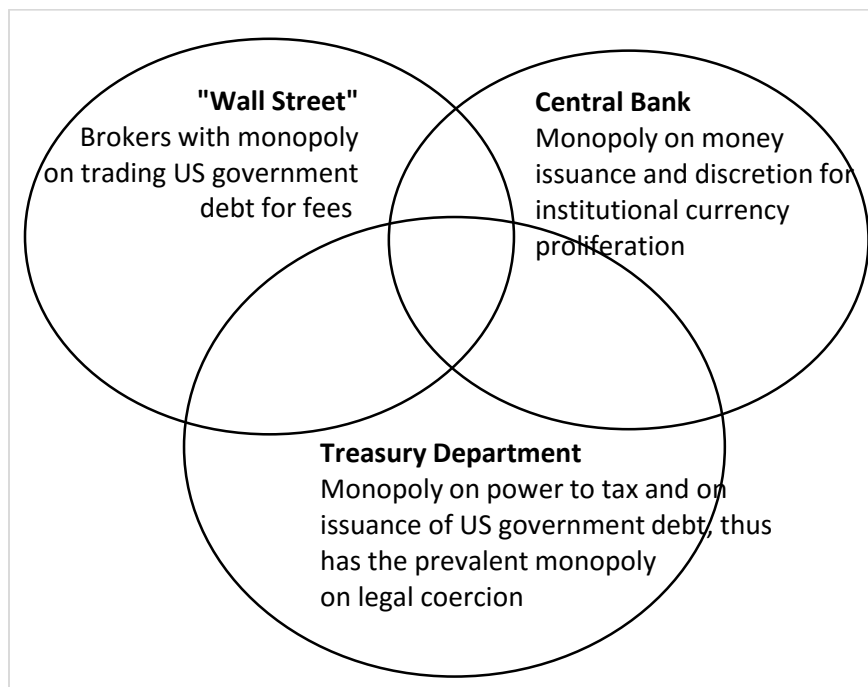 "Wall Street"
Brokers with monopoly
on trading US government
debt for fees
Central Bank
Monopoly on money
issuance and discretion for
institutional currency
proliferation
Treasury Department
Monopoly on power to tax and on
issuance of US government debt, thus
has the prevalent monopoly
on legal coercion